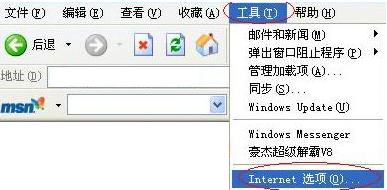 文件(F) 编辑(E) 查看(V) 收藏(A) 工具(T) 帮助(H)
后退
地址(D)
msn
邮件和新闻(M)
弹出窗口阻止程序(P)
管理加载项(A)...
同步(S)...
Windows Update(U)
Windows Messenger
豪杰超级解霸V8
Internet 选项(O)...